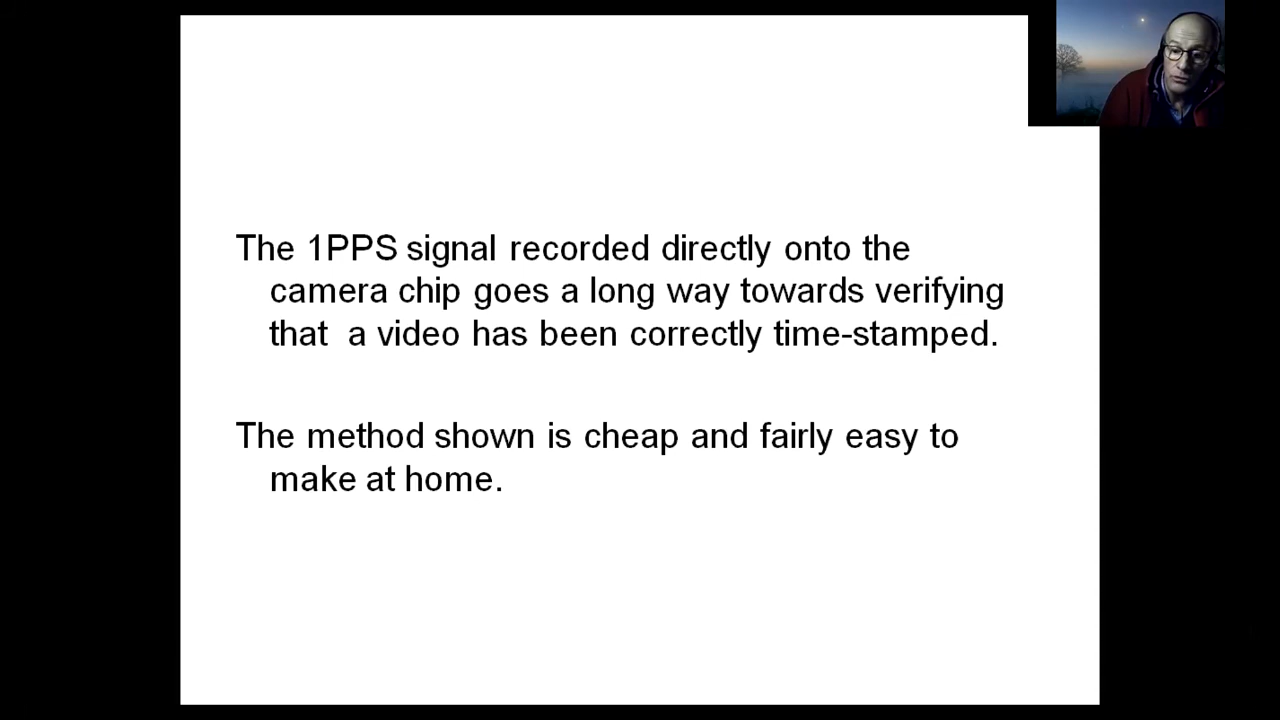 The 1PPS signal recorded directly onto the
camera chip goes a long way towards verifying
that  a video has been correctly time-stamped.
The method shown is cheap and fairly easy to
make at home.